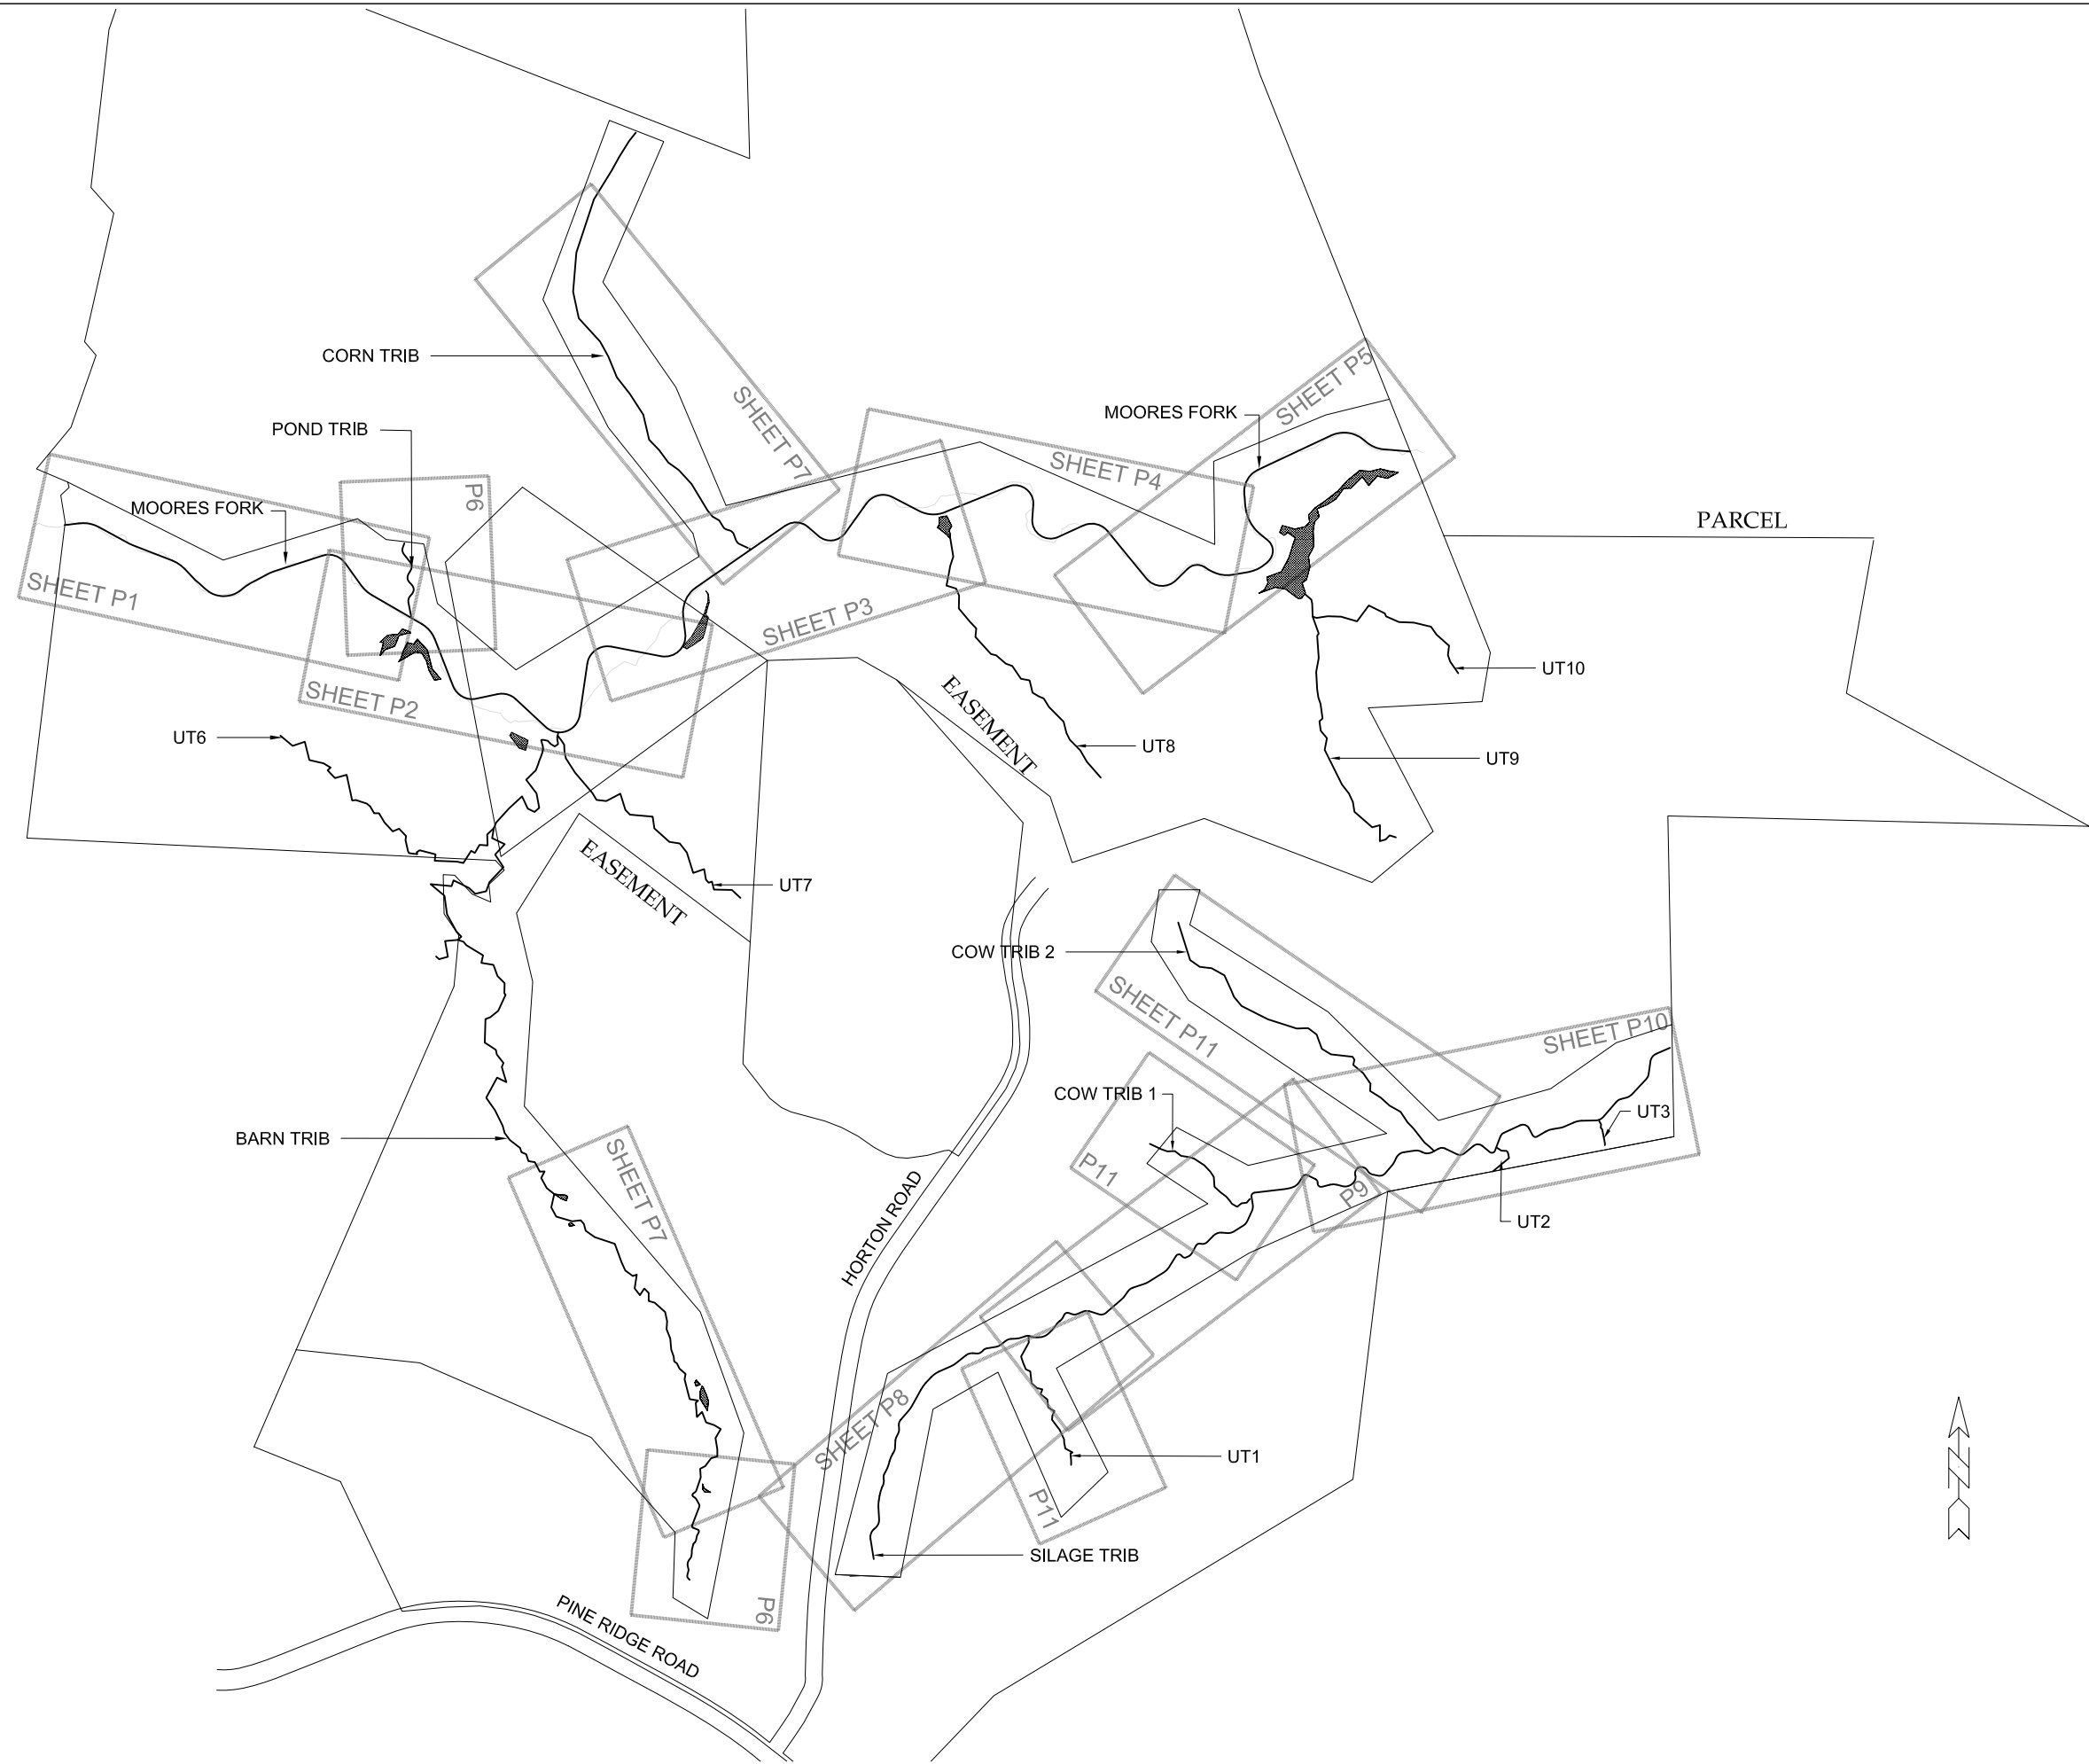 CORN TRIB
SHEET P7
MOORES FORK
SHEET P5
POND TRIB
P6
SHEET P4
MOORES FORK
PARCEL
SHEET P1
SHEET P3
SHEET P2
UT10
EASEMENT
UT6
UT8
UT9
EASEMENT
UT7
COW TRIB 2
SHEET P11
SHEET P10
COW TRIB 1
UT3
BARN TRIB
SHEET P7
P11
P9
UT2
HORTON ROAD
SHEET P8
UT1
P11
SILAGE TRIB
P6
PINE RIDGE ROAD
N